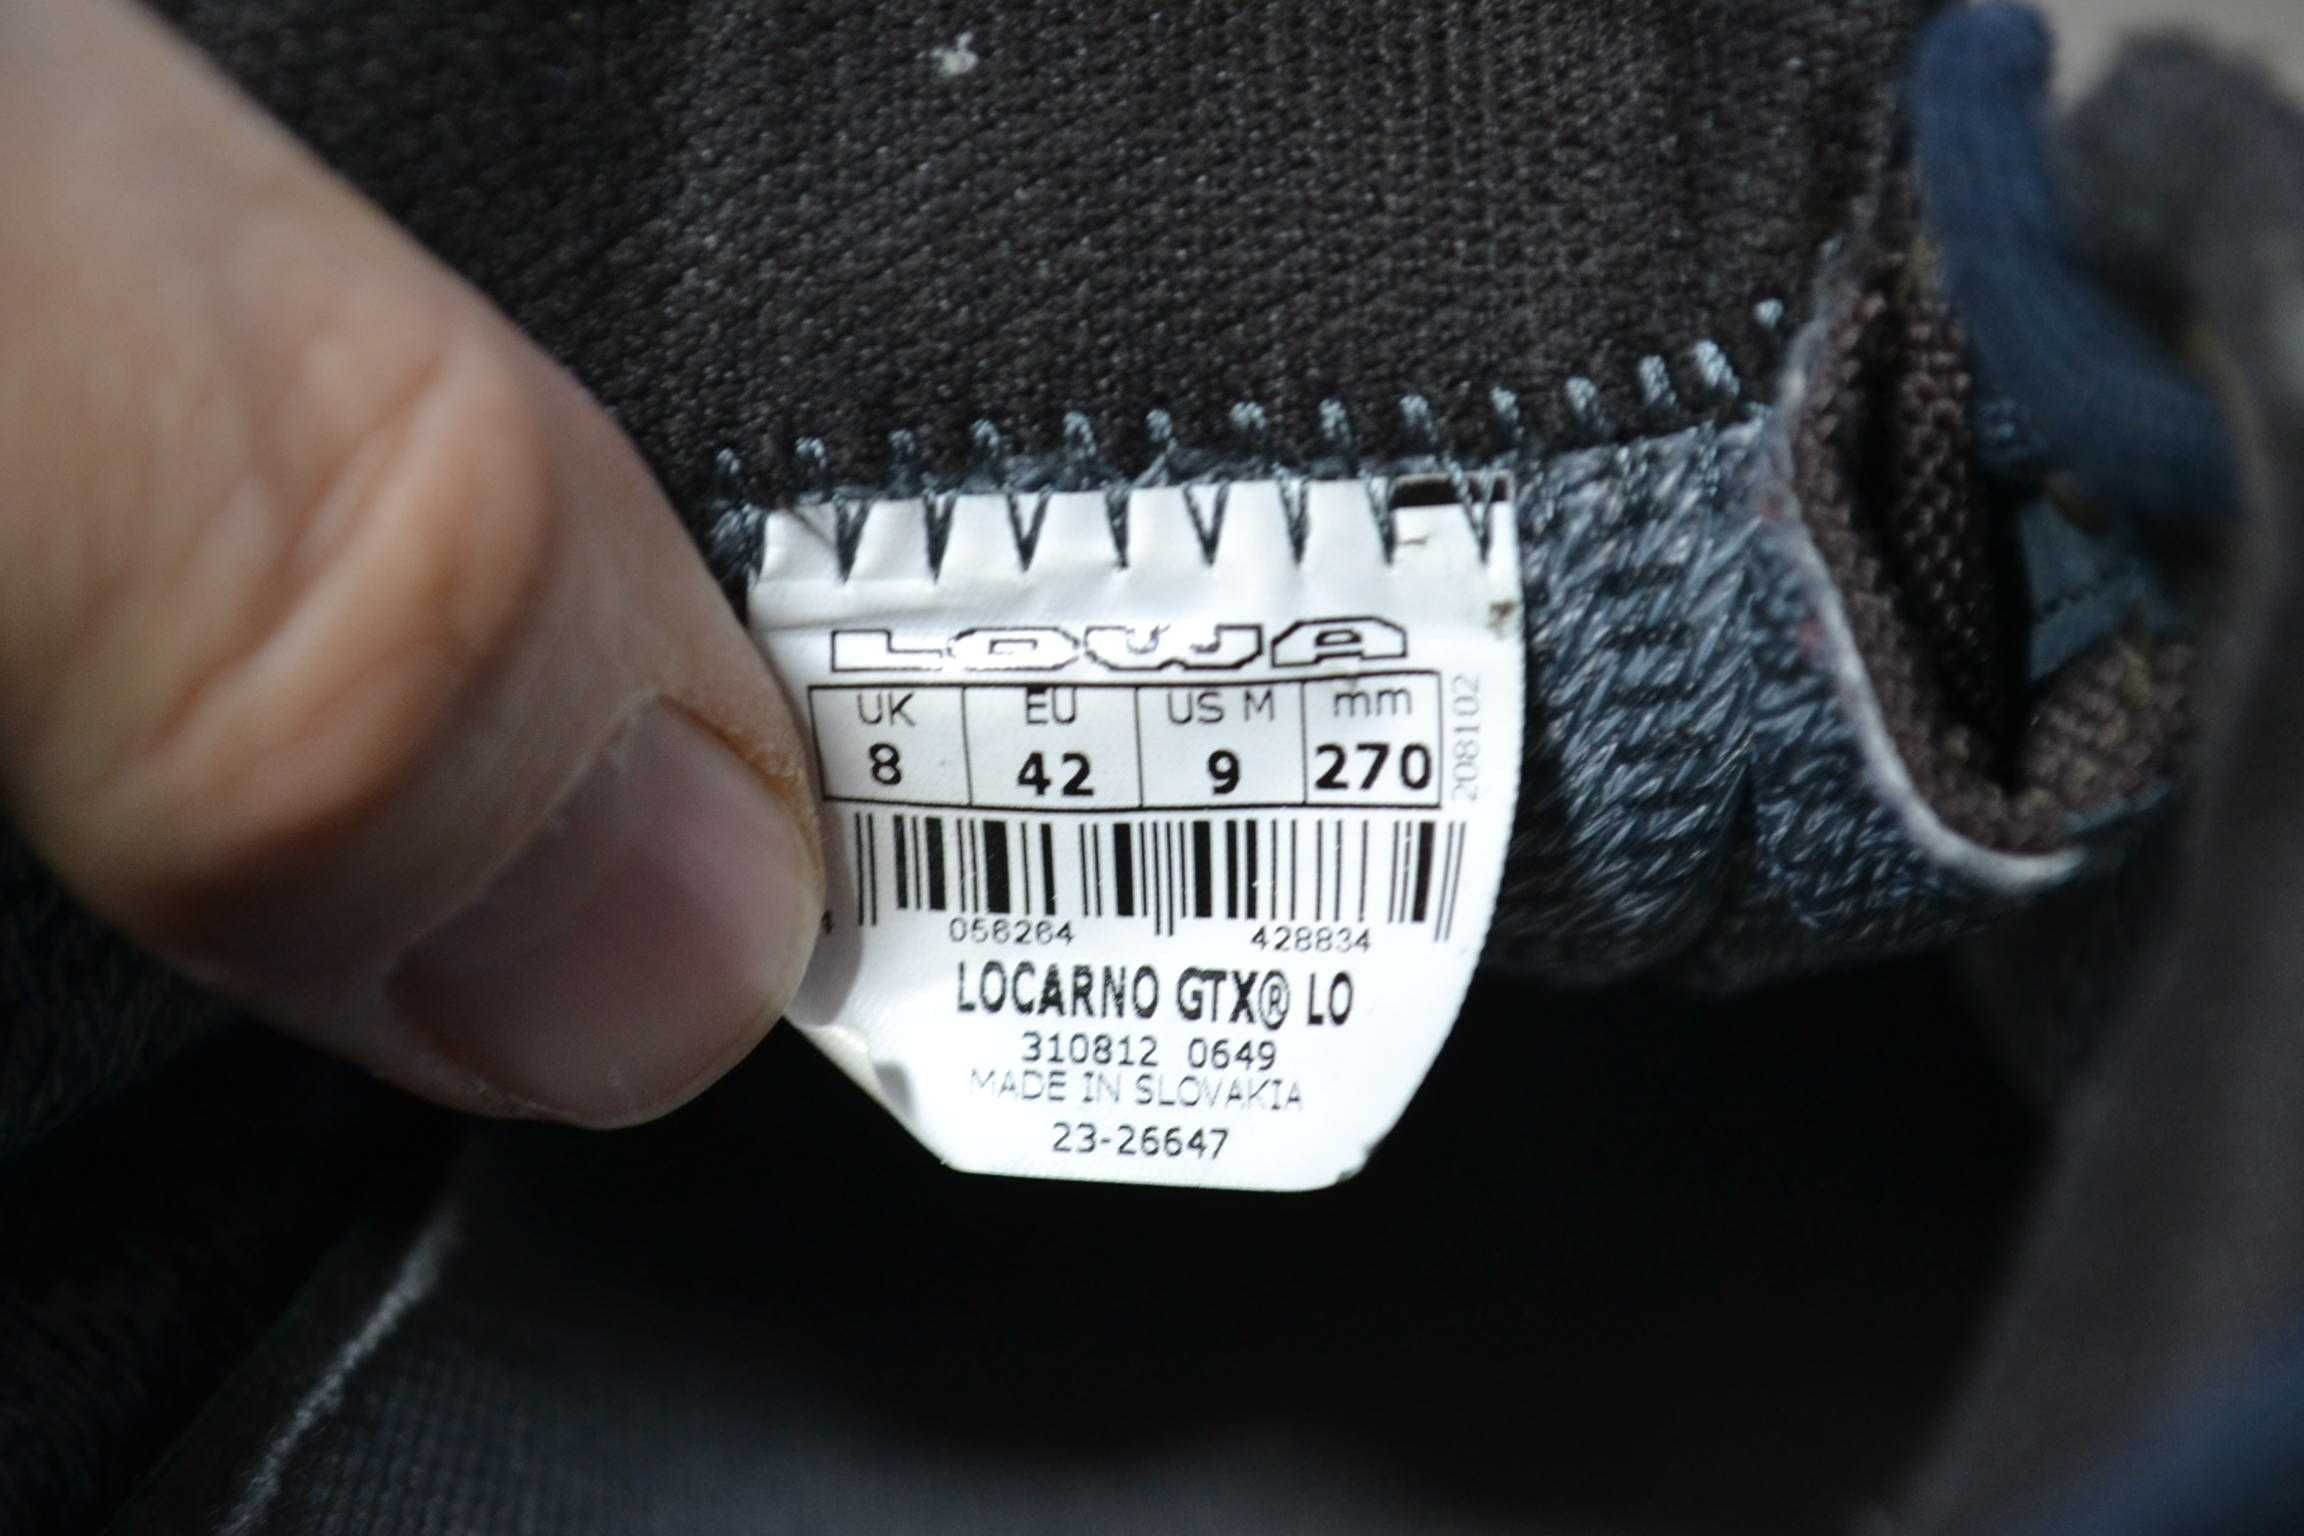 LOWA
UK EU US M mm
8 42 9 270
208102
4 056264 428834
LOCARNO GTX® LO
310812 0649
MADE IN SLOVAKIA
23-26647